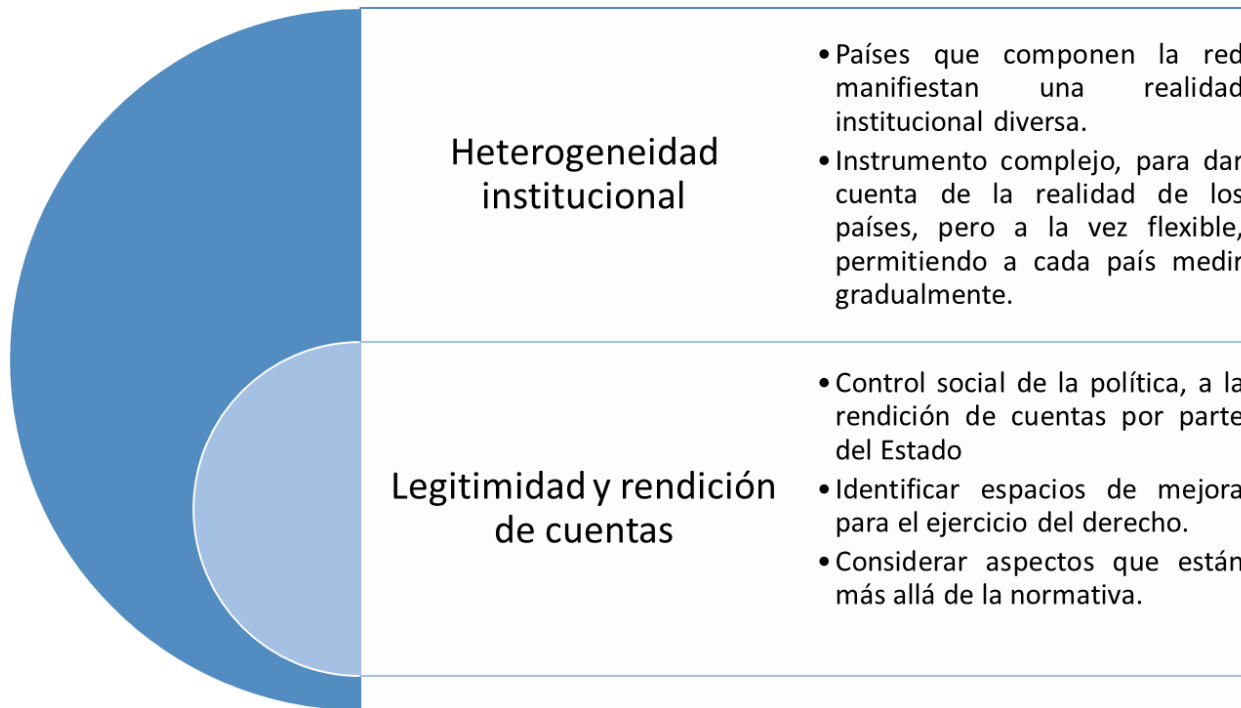 Heterogeneidad
institucional
• Países que componen la red
manifiestan una realidad
institucional diversa.
• Instrumento complejo, para dar
cuenta de la realidad de los
países, pero a la vez flexible,
permitiendo a cada país medir
gradualmente.
Legitimidad y rendición
de cuentas
• Control social de la política, a la
rendición de cuentas por parte
del Estado
• Identificar espacios de mejora
para el ejercicio del derecho.
• Considerar aspectos que están
más allá de la normativa.